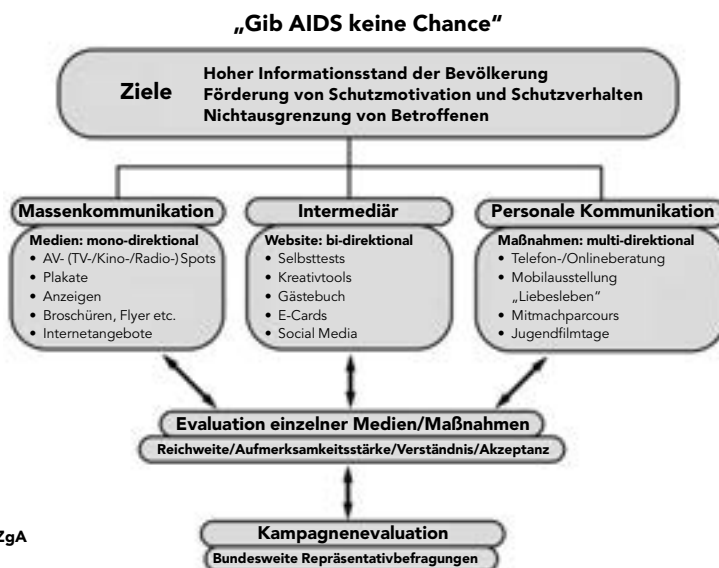 „Gib AIDS keine Chance“
Ziele
Hoher Informationsstand der Bevölkerung
Förderung von Schutzmotivation und Schutzverhalten
Nichtausgrenzung von Betroffenen
Massenkommunikation
Medien: mono-direktional
• AV- (TV-/Kino-/Radio-) Spots
• Plakate
• Anzeigen
• Broschüren, Flyer etc.
• Internetangebote
Intermediär
Website: bi-direktional
• Selbsttests
• Kreativtools
• Gästebuch
• E-Cards
• Social Media
Personale Kommunikation
Maßnahmen: multi-direktional
• Telefon-/Onlineberatung
• Mobilausstellung
„Liebesleben“
• Mitmachparcours
• Jugendfilmtage
Evaluation einzelner Medien/Maßnahmen
Reichweite/Aufmerksamkeitsstärke/Verständnis/Akzeptanz
Kampagnenevaluation
Bundesweite Repräsentativbefragungen
ZgA